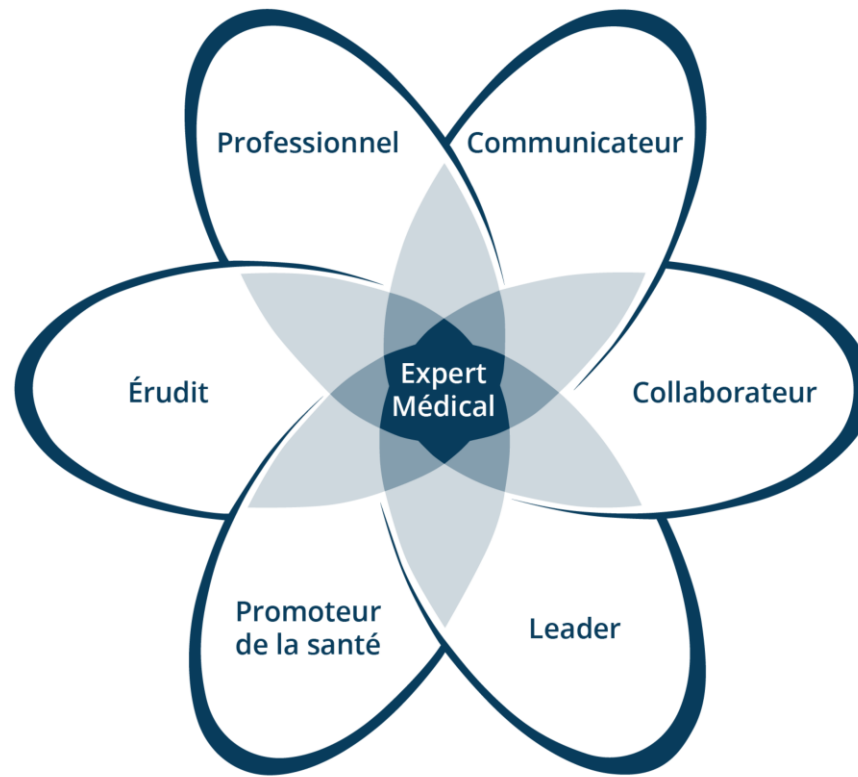 Professionnel
Communicateur
Érudit
Expert
Médical
Collaborateur
Promoteur
de la santé
Leader